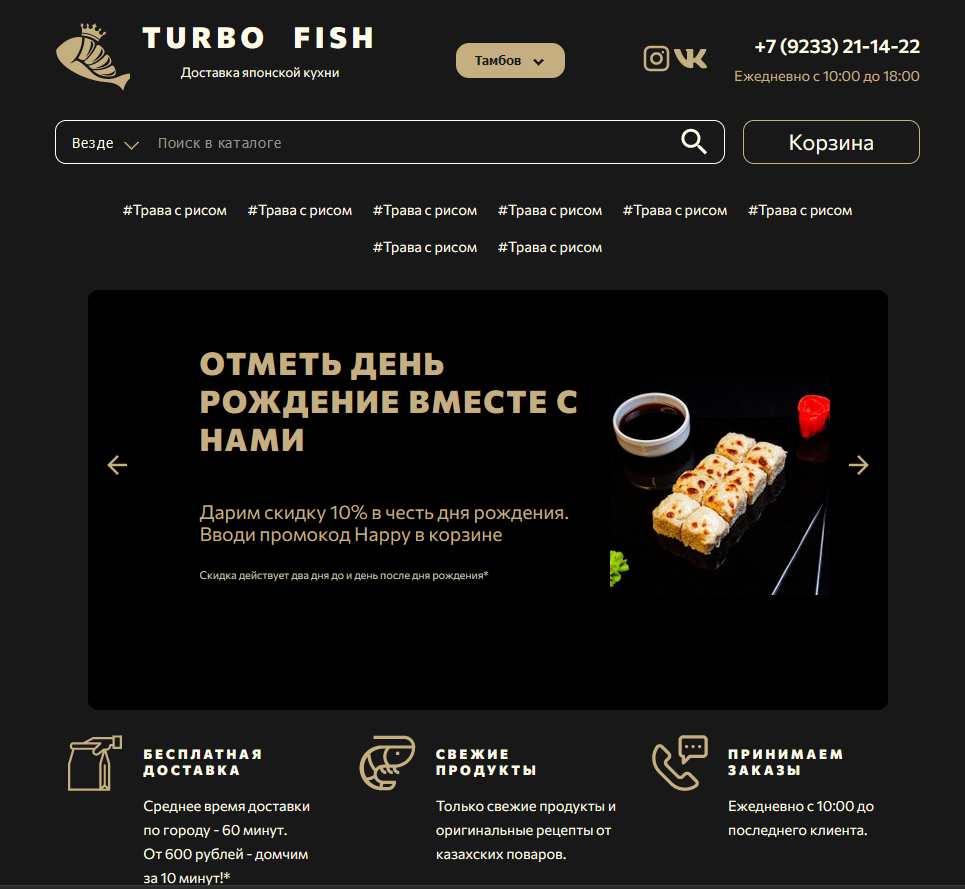 TURBO FISH
Доставка японской кухни
Тамбов
+7 (9233) 21-14-22
Ежедневно с 10:00 до 18:00
Везде
Поиск в каталоге
Корзина
#Трава с рисом #Трава с рисом #Трава с рисом #Трава с рисом #Трава с рисом #Трава с рисом
#Трава с рисом #Трава с рисом
ОТМЕТЬ ДЕНЬ
РОЖДЕНИЕ ВМЕСТЕ С
НАМИ
Дарим скидку 10% в честь дня рождения.
Вводи промокод Happy в корзине
Скидка действует два дня до и день после дня рождения*
БЕСПЛАТНАЯ
ДОСТАВКА
Среднее время доставки
по городу - 60 минут.
От 600 рублей - домчим
за 10 минут!*
СВЕЖИЕ
ПРОДУКТЫ
Только свежие продукты и
оригинальные рецепты от
казахских поваров.
ПРИНИМАЕМ
ЗАКАЗЫ
Ежедневно с 10:00 до
последнего клиента.